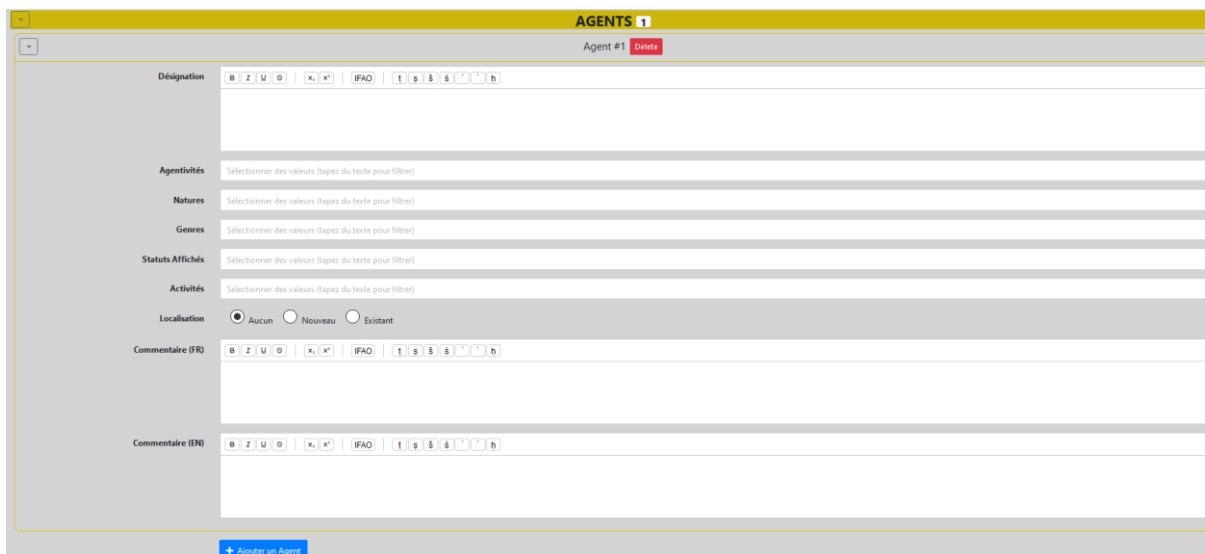 AGENTS 1
Agent #1 Delete
Désignation B I U S X₂ X² IFAO ṭ ṣ š ś ʿ ʾ ḥ
Agentivités Sélectionner des valeurs (tapez du texte pour filtrer)
Natures Sélectionner des valeurs (tapez du texte pour filtrer)
Genres Sélectionner des valeurs (tapez du texte pour filtrer)
Statuts Affichés Sélectionner des valeurs (tapez du texte pour filtrer)
Activités Sélectionner des valeurs (tapez du texte pour filtrer)
Localisation Aucun Nouveau Existant
Commentaire (FR) B I U S X₂ X² IFAO ṭ ṣ š ś ʿ ʾ ḥ
Commentaire (EN) B I U S X₂ X² IFAO ṭ ṣ š ś ʿ ʾ ḥ
+ Ajouter un Agent